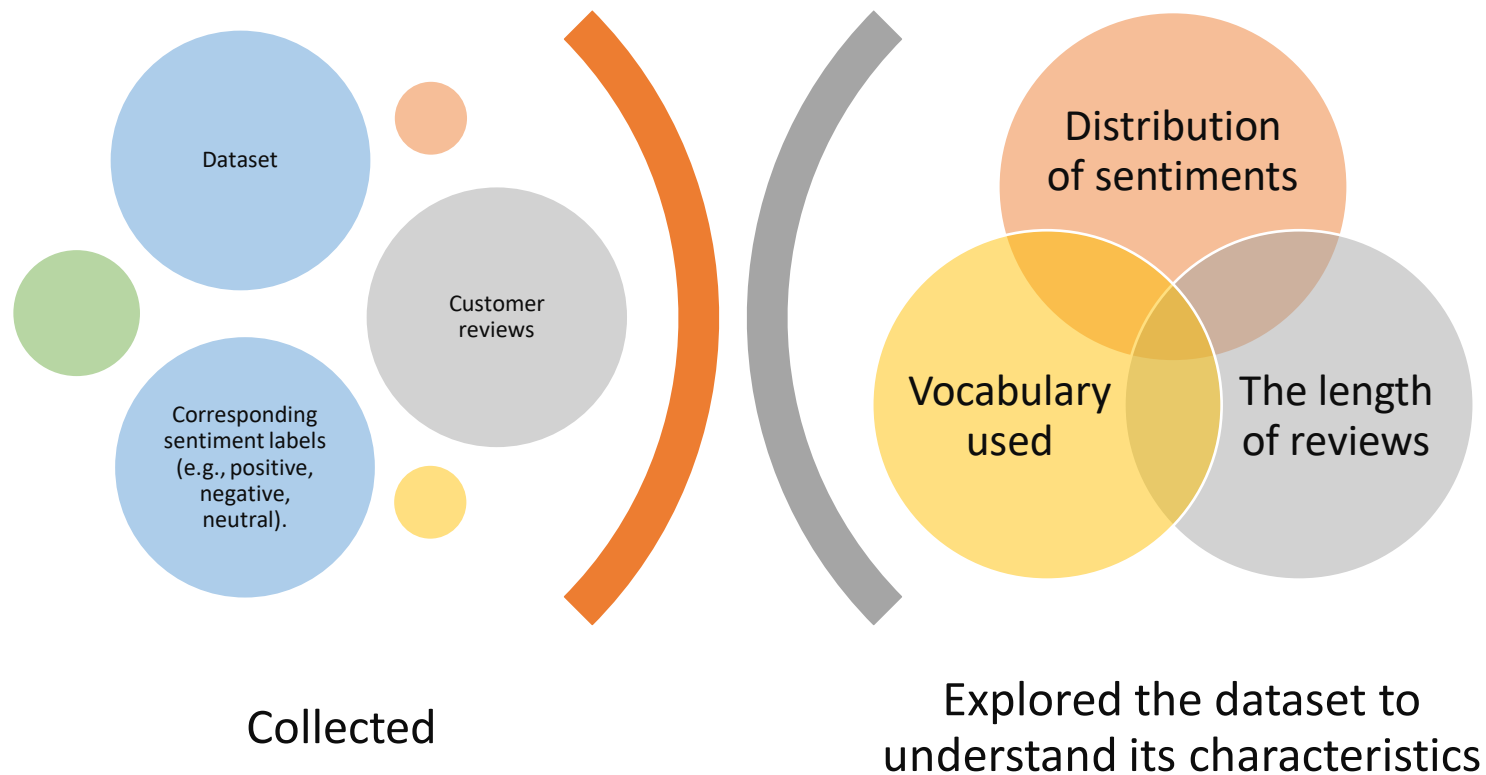 Dataset
Customer
reviews
Corresponding
sentiment labels
(e.g., positive,
negative,
neutral).
Collected
Distribution
of sentiments
Vocabulary
used
The length
of reviews
Explored the dataset to
understand its characteristics